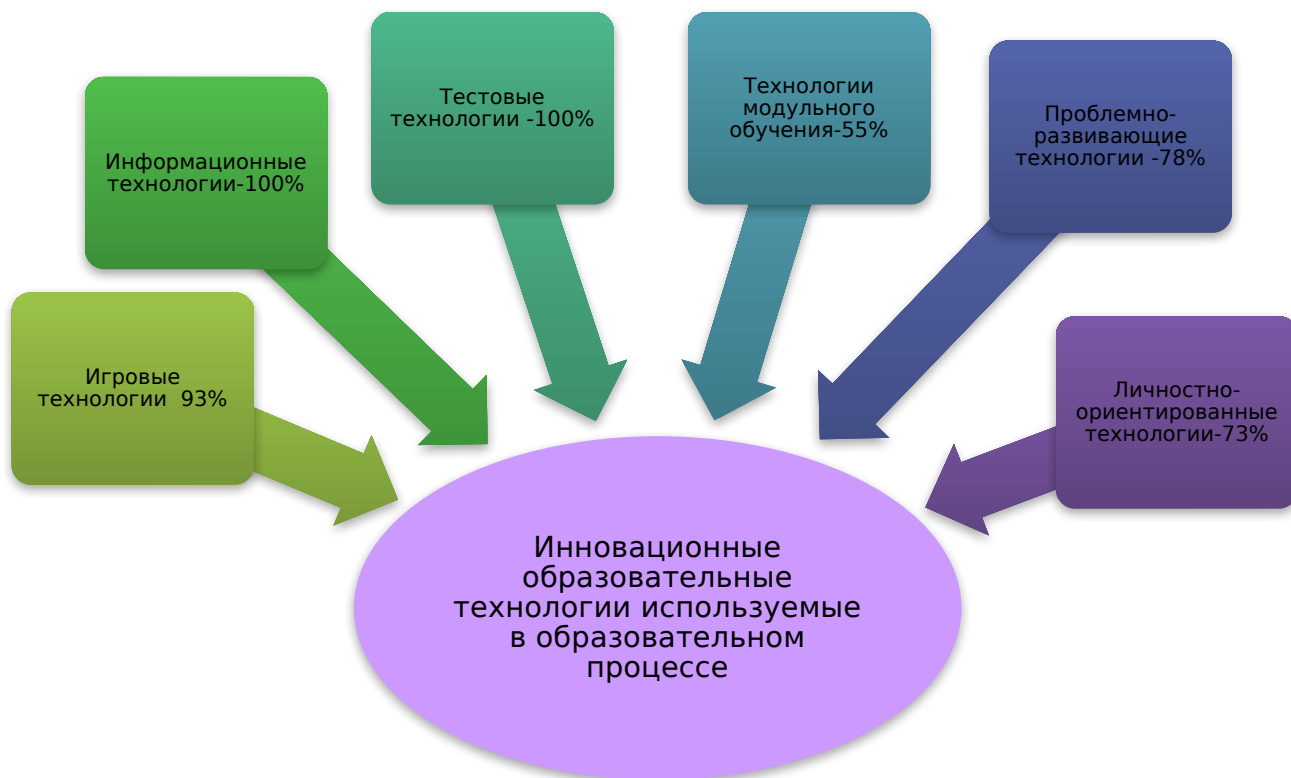 Игровые
технологии 93%
Информационные
технологии-100%
Тестовые
технологии -100%
Технологии
модульного
обучения-55%
Проблемно-
развивающие
технологии -78%
Личностно-
ориентированные
технологии-73%
Инновационные
образовательные
технологии используемые
в образовательном
процессе